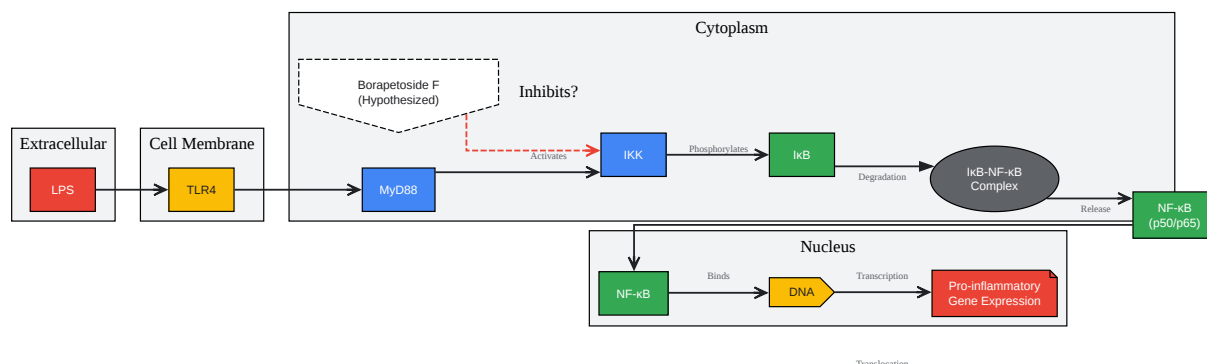 Cytoplasm
Borapetoside F
(Hypothesized)
Inhibits?
Extracellular
Cell Membrane
LPS
TLR4
MyD88
Activates
IKK
Phosphorylates
IκB
Degradation
IκB-NF-κB
Complex
Release
NF-κB
(p50/p65)
Nucleus
NF-κB
Binds
DNA
Transcription
Pro-inflammatory
Gene Expression
Translocation